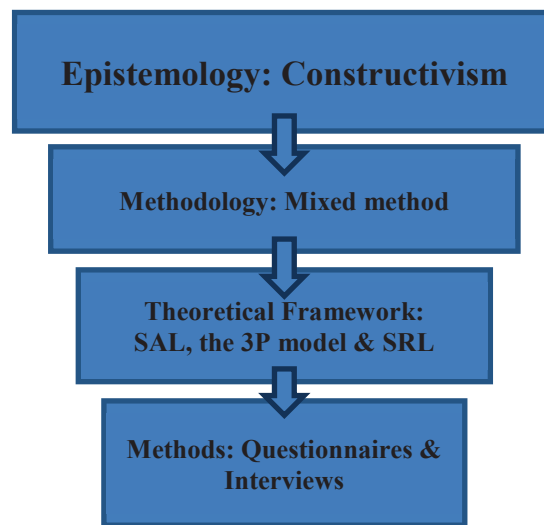 Epistemology: Constructivism
Methodology: Mixed method
Theoretical Framework:
SAL, the 3P model & SRL
Methods: Questionnaires &
Interviews